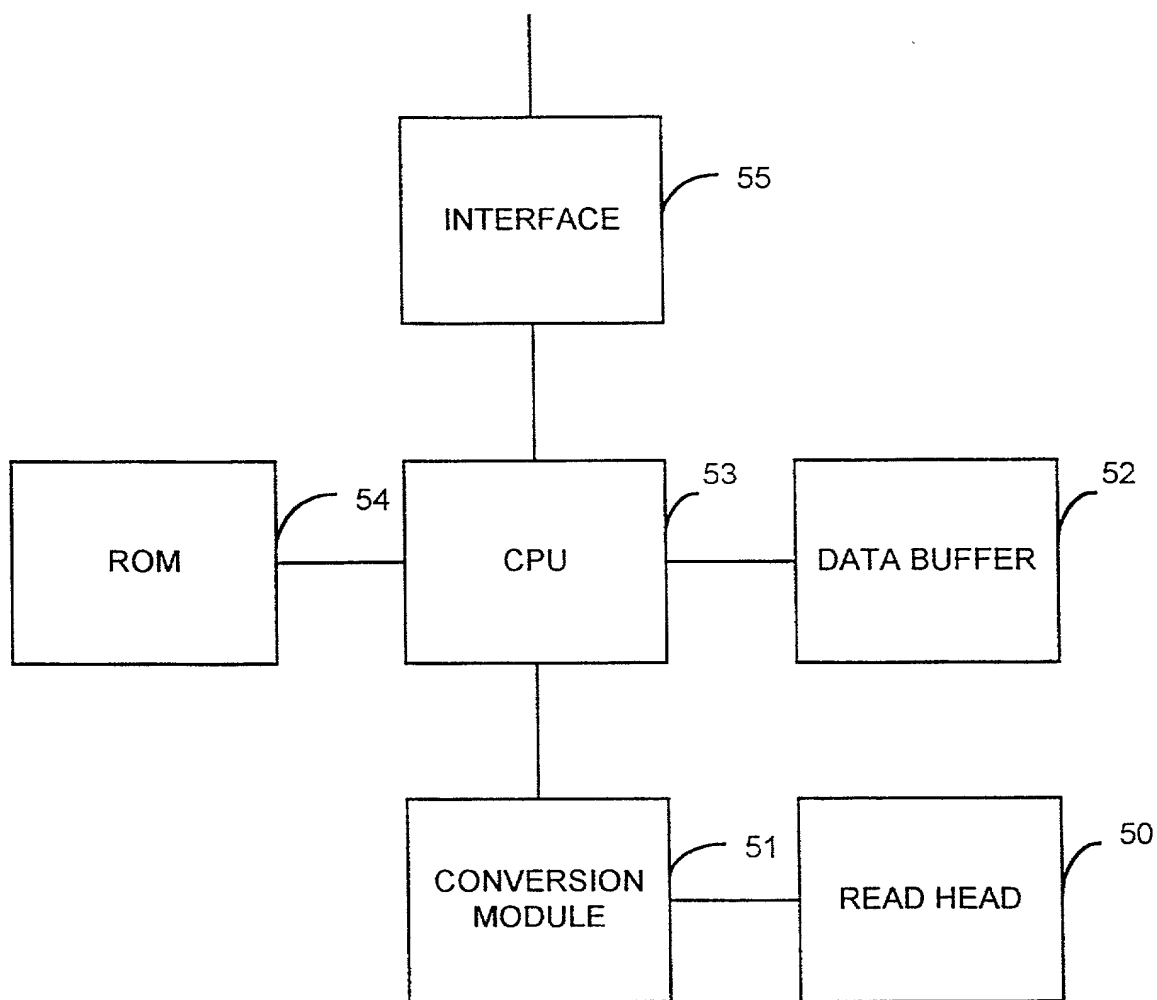 55
INTERFACE
54
53
52
ROM
CPU
DATA BUFFER
51
50
CONVERSION
MODULE
READ HEAD